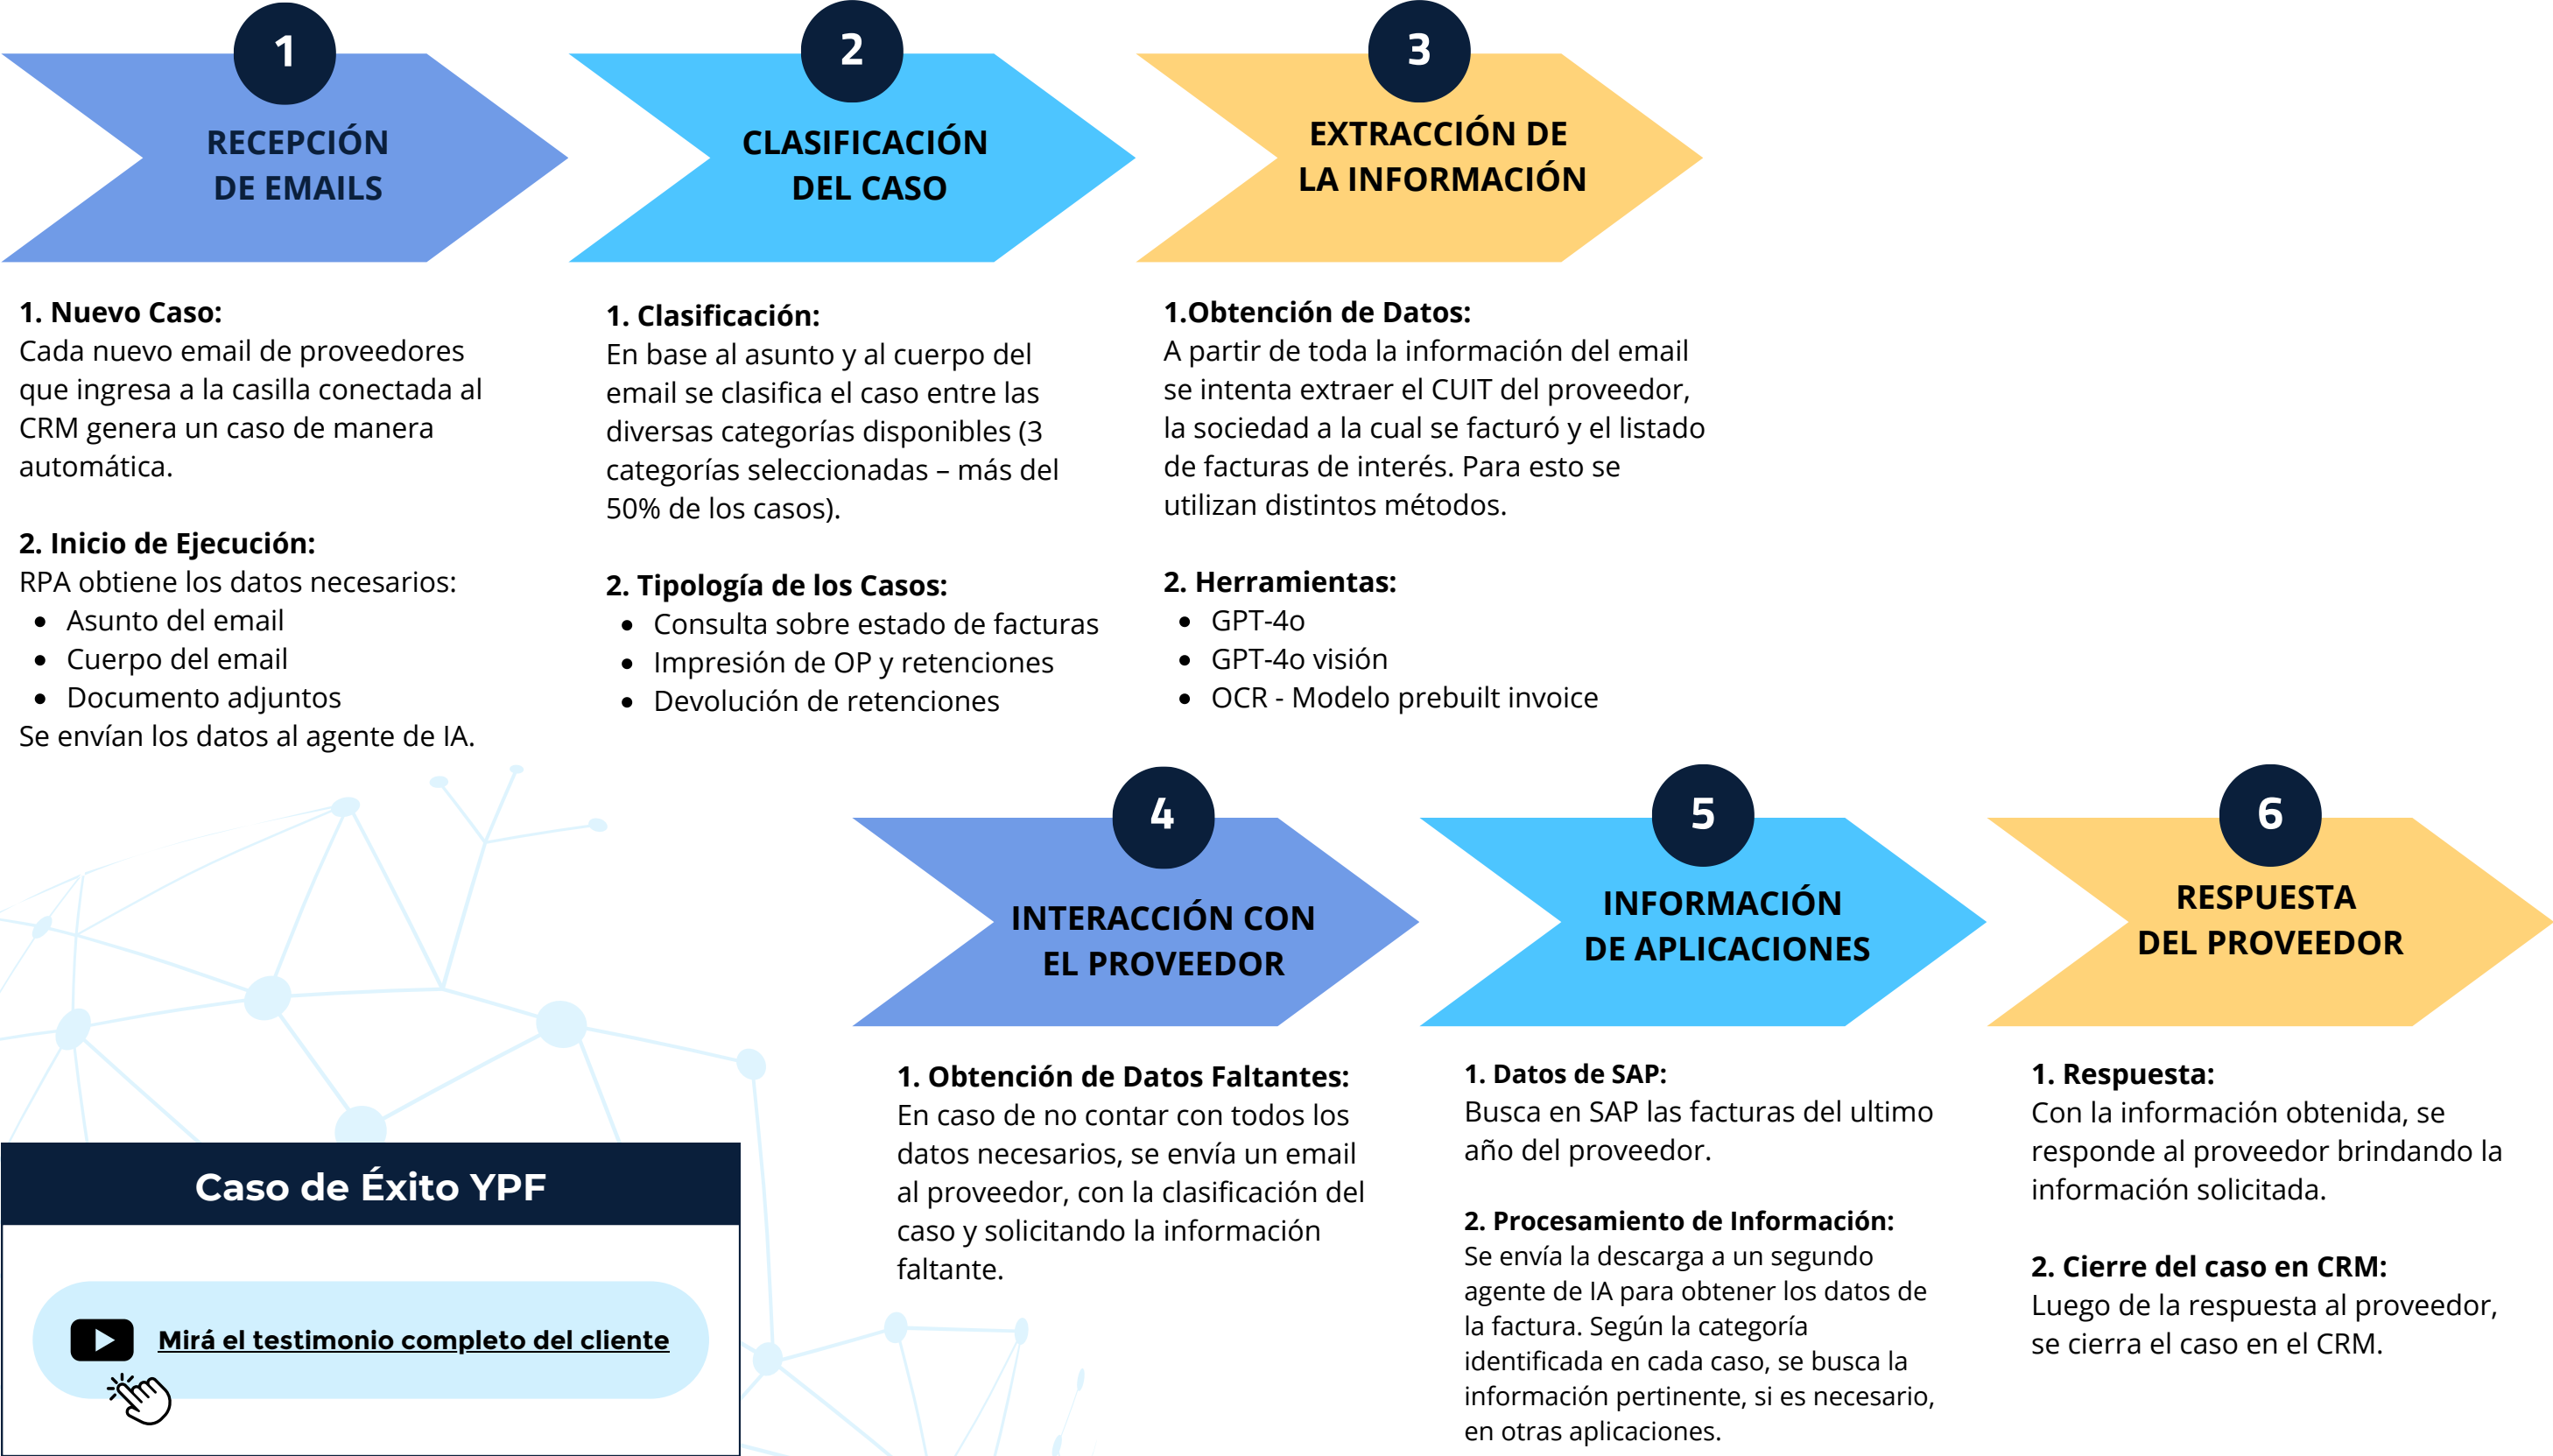 1
RECEPCIÓN
DE EMAILS
1. Nuevo Caso:
Cada nuevo email de proveedores
que ingresa a la casilla conectada al
CRM genera un caso de manera
automática.
2. Inicio de Ejecución:
RPA obtiene los datos necesarios:
• Asunto del email
• Cuerpo del email
• Documento adjuntos
Se envían los datos al agente de IA.
2
CLASIFICACIÓN
DEL CASO
1. Clasificación:
En base al asunto y al cuerpo del
email se clasifica el caso entre las
diversas categorías disponibles (3
categorías seleccionadas – más del
50% de los casos).
2. Tipología de los Casos:
• Consulta sobre estado de facturas
• Impresión de OP y retenciones
• Devolución de retenciones
3
EXTRACCIÓN DE
LA INFORMACIÓN
1.Obtención de Datos:
A partir de toda la información del email
se intenta extraer el CUIT del proveedor,
la sociedad a la cual se facturó y el listado
de facturas de interés. Para esto se
utilizan distintos métodos.
2. Herramientas:
• GPT-4o
• GPT-4o visión
• OCR - Modelo prebuilt invoice
4
INTERACCIÓN CON
EL PROVEEDOR
1. Obtención de Datos Faltantes:
En caso de no contar con todos los
datos necesarios, se envía un email
al proveedor, con la clasificación del
caso y solicitando la información
faltante.
5
INFORMACIÓN
DE APLICACIONES
1. Datos de SAP:
Busca en SAP las facturas del ultimo
año del proveedor.
2. Procesamiento de Información:
Se envía la descarga a un segundo
agente de IA para obtener los datos de
la factura. Según la categoría
identificada en cada caso, se busca la
información pertinente, si es necesario,
en otras aplicaciones.
6
RESPUESTA
DEL PROVEEDOR
1. Respuesta:
Con la información obtenida, se
responde al proveedor brindando la
información solicitada.
2. Cierre del caso en CRM:
Luego de la respuesta al proveedor,
se cierra el caso en el CRM.
Caso de Éxito YPF
Mirá el testimonio completo del cliente